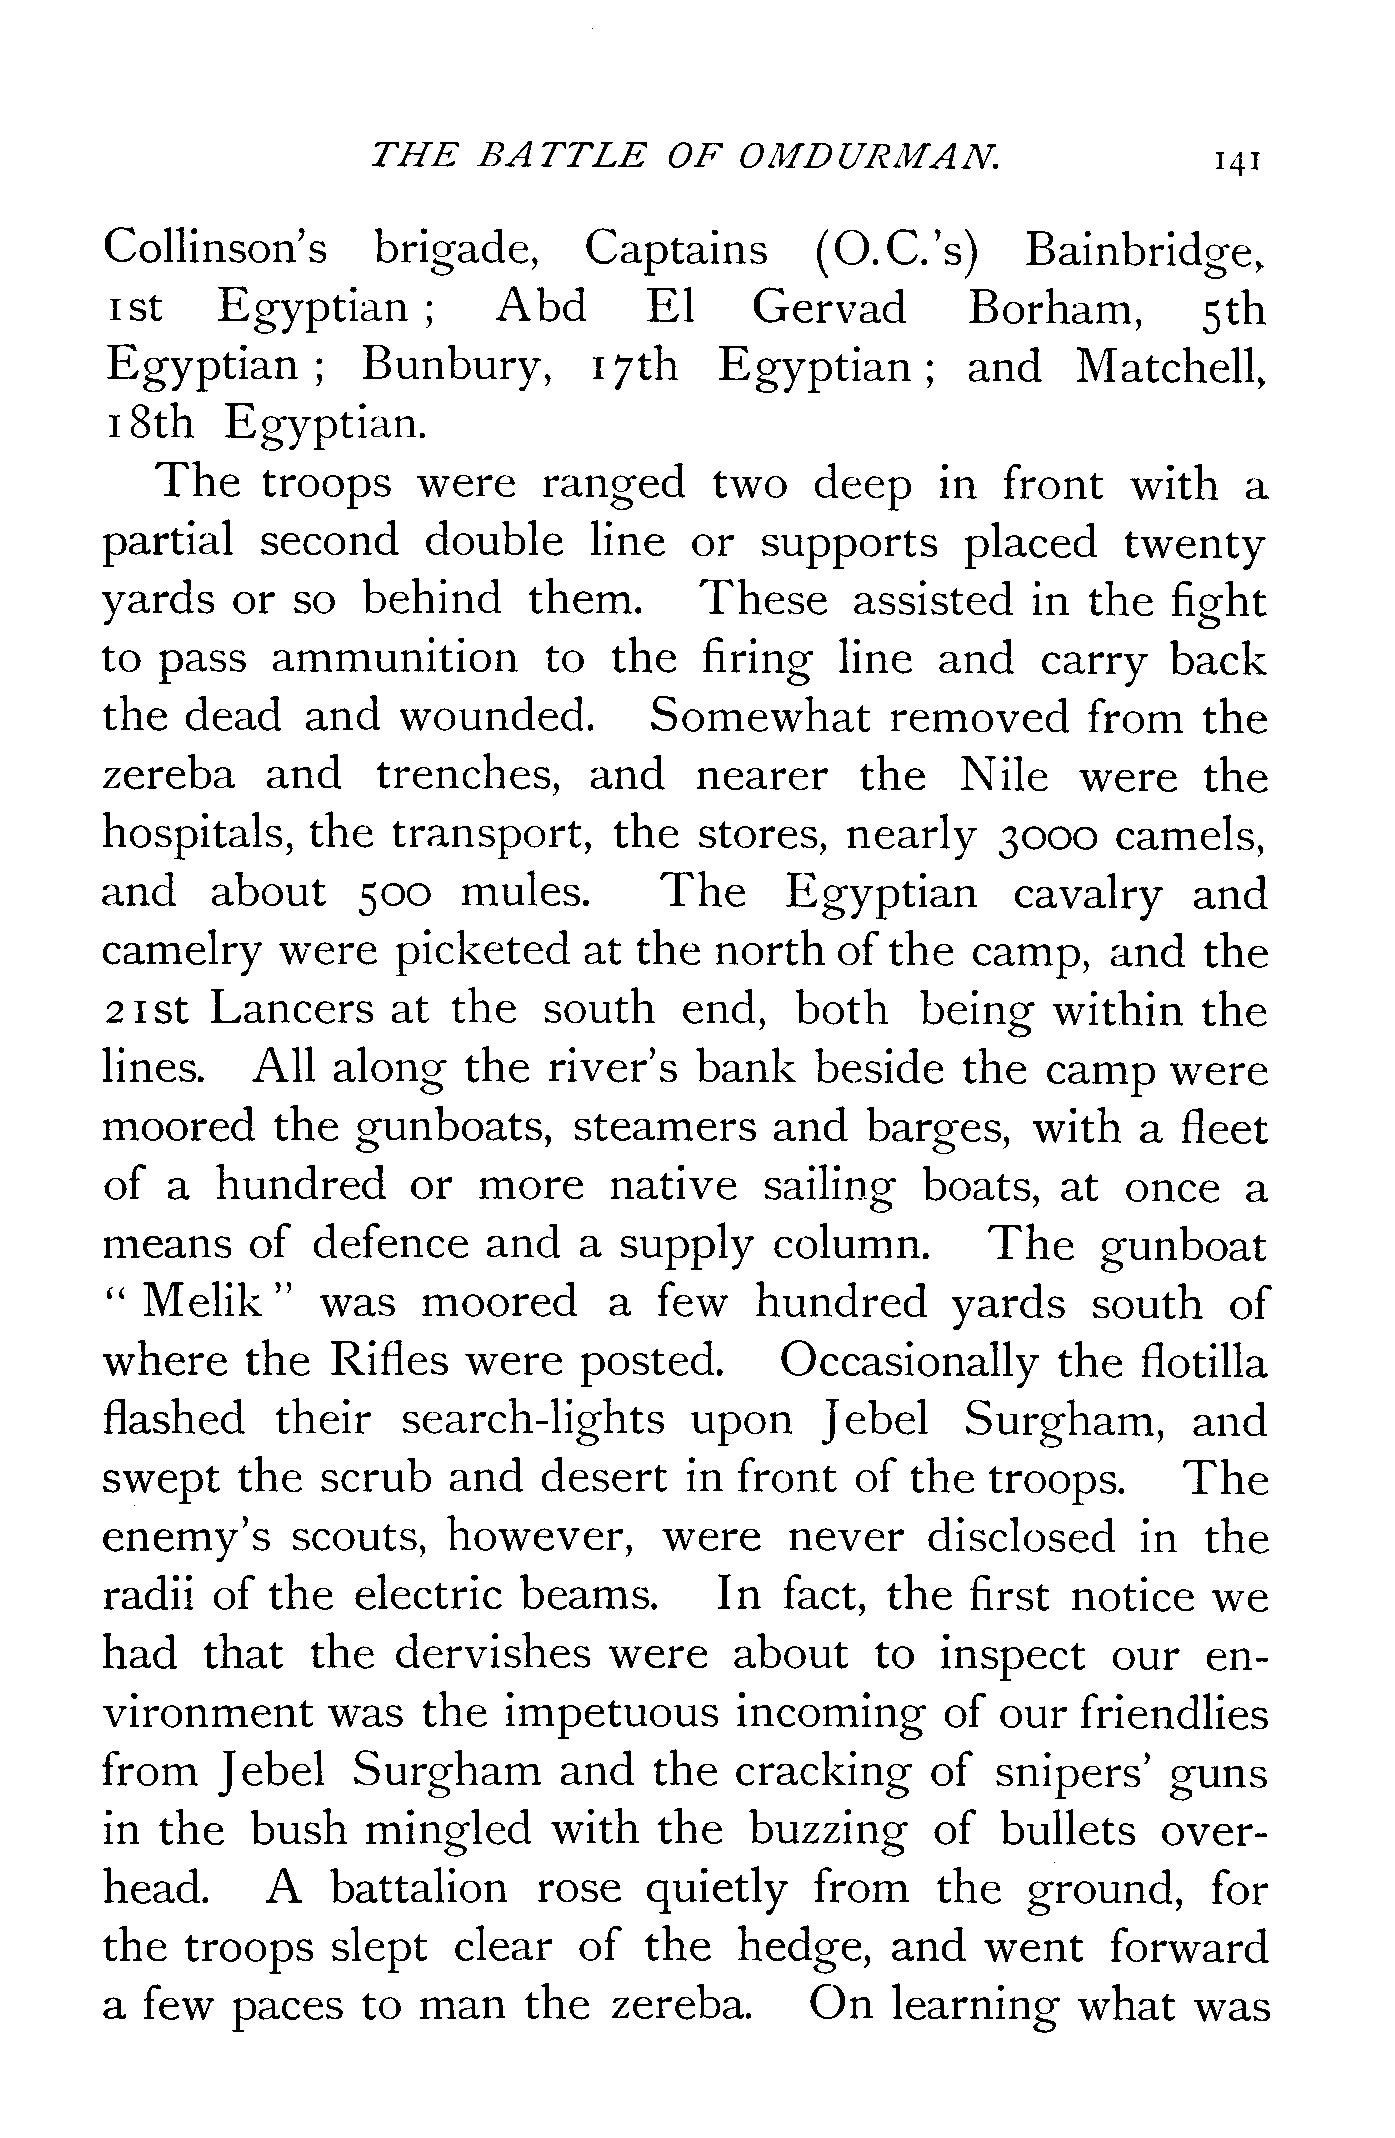 THE BATTLE OF OMDURMAN. 141
Collinson's brigade, Captains (O.C.'s) Bainbridge,
1st Egyptian ; Abd El Gervad Borham, 5th
Egyptian ; Bunbury, 17th Egyptian ; and Matchell,
18th Egyptian.
The troops were ranged two deep in front with a
partial second double line or supports placed twenty
yards or so behind them. These assisted in the fight
to pass ammunition to the firing line and carry back
the dead and wounded. Somewhat removed from the
zereba and trenches, and nearer the Nile were the
hospitals, the transport, the stores, nearly 3000 camels,
and about 500 mules. The Egyptian cavalry and
camelry were picketed at the north of the camp, and the
21st Lancers at the south end, both being within the
lines. All along the river's bank beside the camp were
moored the gunboats, steamers and barges, with a fleet
of a hundred or more native sailing boats, at once a
means of defence and a supply column. The gunboat
" Melik " was moored a few hundred yards south of
where the Rifles were posted. Occasionally the flotilla
flashed their search-lights upon Jebel Surgham, and
swept the scrub and desert in front of the troops. The
enemy's scouts, however, were never disclosed in the
radii of the electric beams. In fact, the first notice we
had that the dervishes were about to inspect our en-
vironment was the impetuous incoming of our friendlies
from Jebel Surgham and the cracking of snipers' guns
in the bush mingled with the buzzing of bullets over-
head. A battalion rose quietly from the ground, for
the troops slept clear of the hedge, and went forward
a few paces to man the zereba. On learning what was